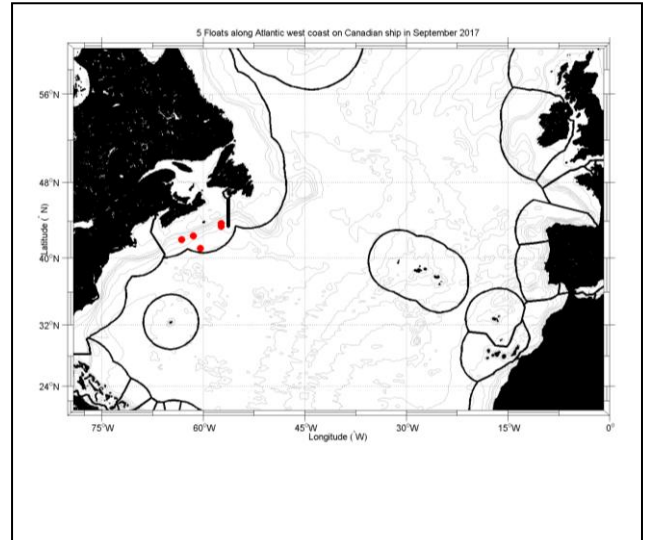 5 Floats along Atlantic west coast on Canadian ship in September 2017
56°N
48°N
40°N
32°N
24°N
Latitude (°N)
75°W
60°W
45°W
30°W
15°W
0°
Longitude (°W)